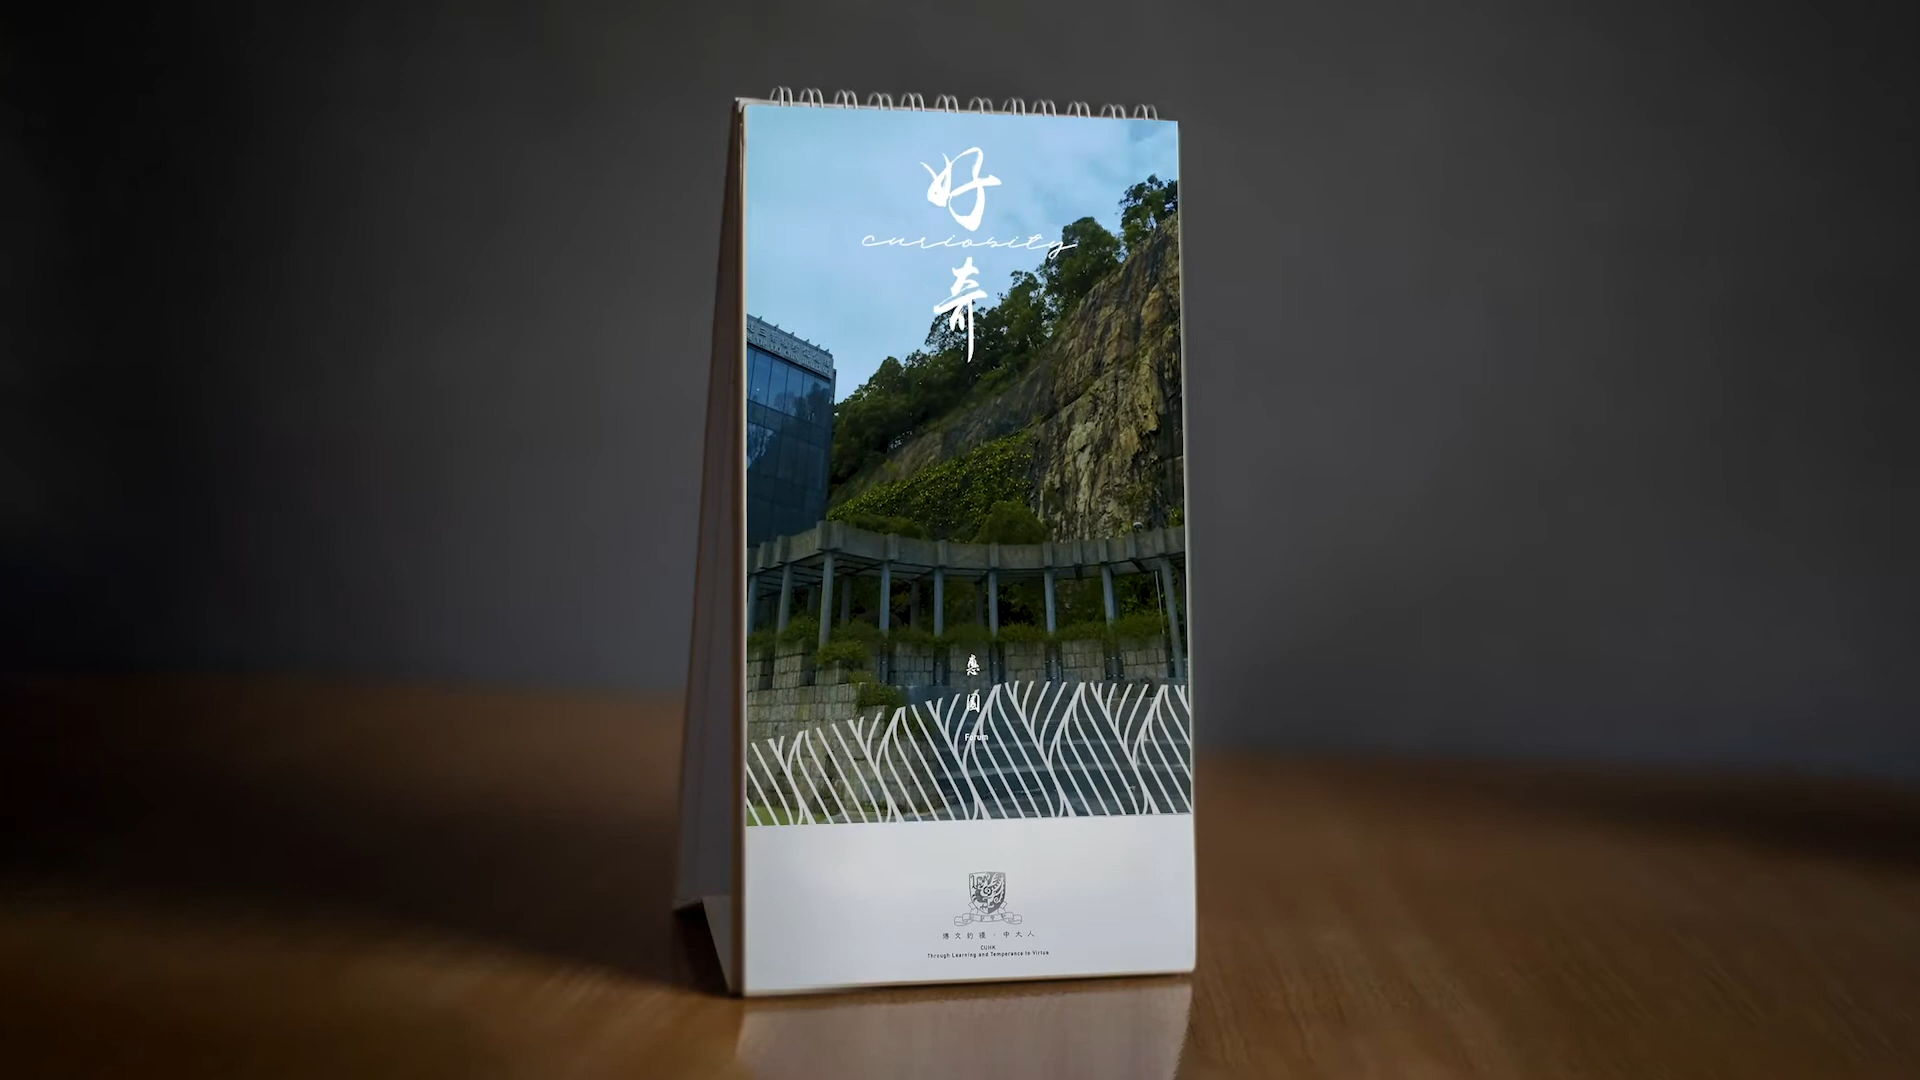 好
curiosity
奇
惠
園
Forum
博文約禮·中大人
CUHK
Through Learning and Temperance to Virtue